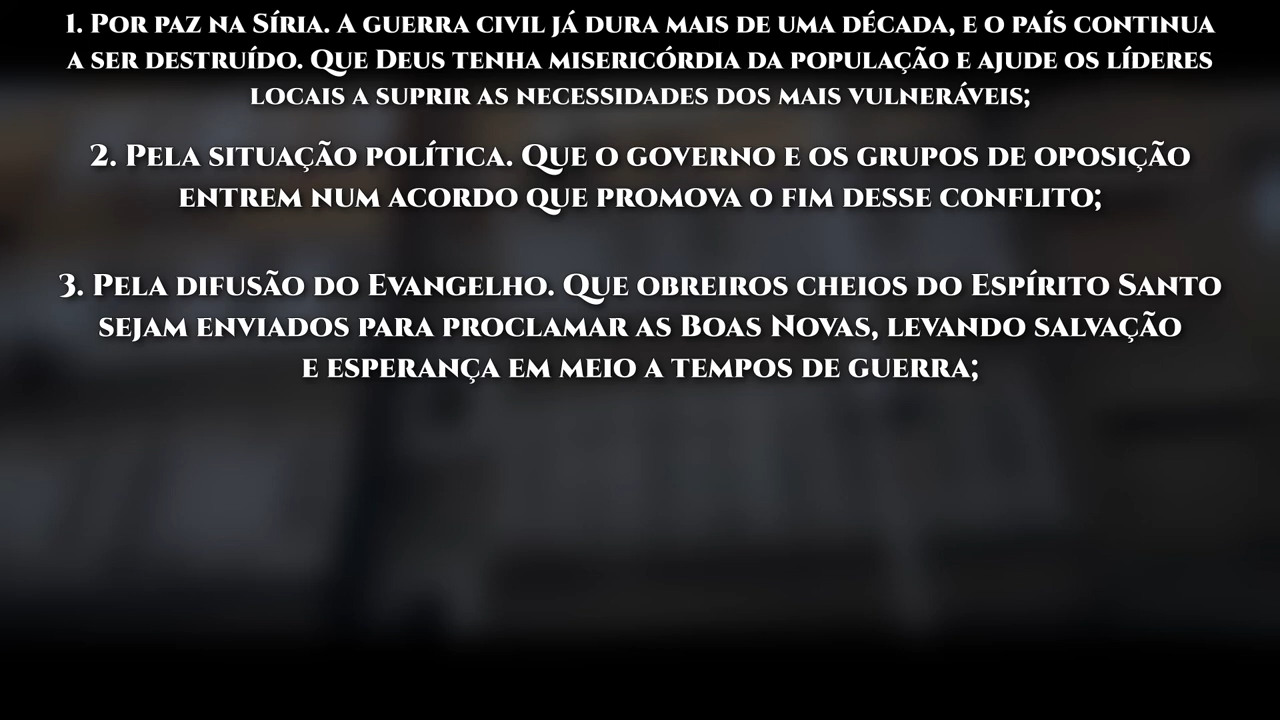 1. Por paz na Síria. A guerra civil já dura mais de uma década, e o país continua
a ser destruído. Que Deus tenha misericórdia da população e ajude os líderes
locais a suprir as necessidades dos mais vulneráveis;
2. Pela situação política. Que o governo e os grupos de oposição
entrem num acordo que promova o fim desse conflito;
3. Pela difusão do Evangelho. Que obreiros cheios do Espírito Santo
sejam enviados para proclamar as Boas Novas, levando salvação
e esperança em meio a tempos de guerra;